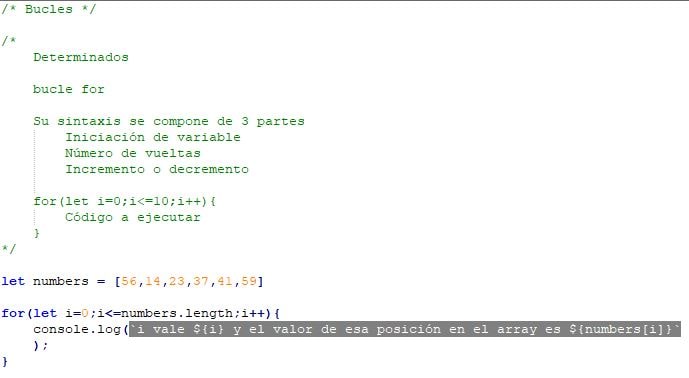 /* Bucles */
/*
Determinados
bucle for
Su sintaxis se compone de 3 partes
Iniciación de variable
Número de vueltas
Incremento o decremento
for(let i=0;i<=10;i++){
Código a ejecutar
}
*/
let numbers = [56,14,23,37,41,59]
for(let i=0;i<=numbers.length;i++){
console.log(`i vale ${i} y el valor de esa posición en el array es ${numbers[i]}`
);
}